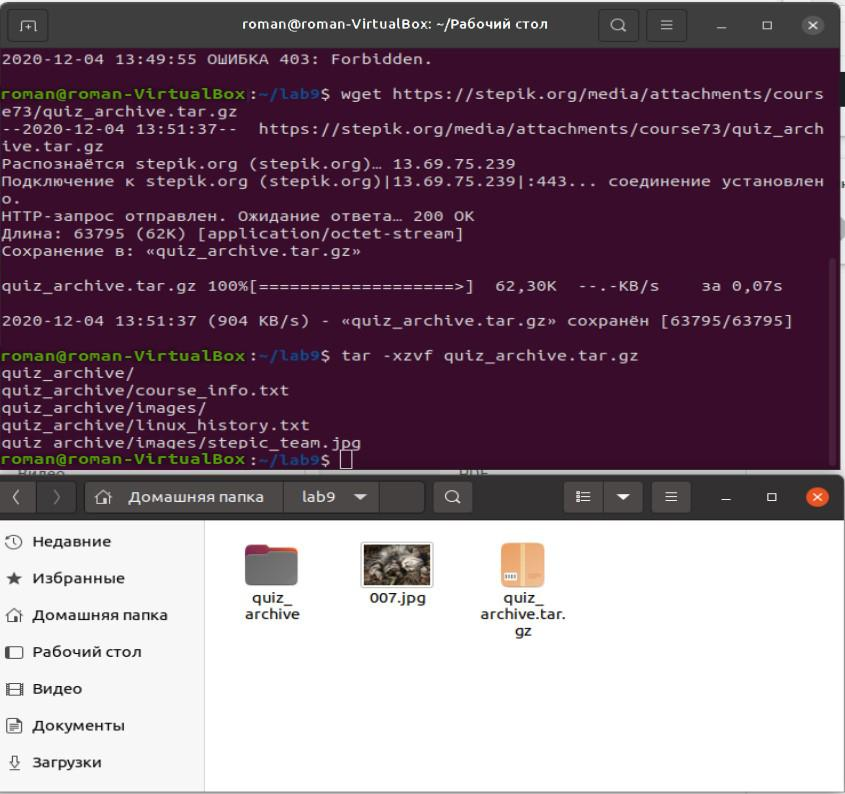 roman@roman-VirtualBox: ~/Рабочий стол
2020-12-04 13:49:55 ОШИБКА 403: Forbidden.
roman@roman-VirtualBox:~/lab9$ wget https://stepik.org/media/attachments/cours
e73/quiz_archive.tar.gz
--2020-12-04 13:51:37--  https://stepik.org/media/attachments/course73/quiz_arch
ive.tar.gz
Распознаётся stepik.org (stepik.org)… 13.69.75.239
Подключение к stepik.org (stepik.org)|13.69.75.239|:443... соединение установлен
о.
HTTP-запрос отправлен. Ожидание ответа… 200 OK
Длина: 63795 (62K) [application/octet-stream]
Сохранение в: «quiz_archive.tar.gz»
quiz_archive.tar.gz 100%[===================>]  62,30K  --.-KB/s    за 0,07s
2020-12-04 13:51:37 (904 KB/s) - «quiz_archive.tar.gz» сохранён [63795/63795]
roman@roman-VirtualBox:~/lab9$ tar -xzvf quiz_archive.tar.gz
quiz_archive/
quiz_archive/course_info.txt
quiz_archive/images/
quiz_archive/linux_history.txt
quiz_archive/images/stepic_team.jpg
roman@roman-VirtualBox:~/lab9$
Домашняя папка lab9
Недавние
Избранные
Домашняя папка
Рабочий стол
Видео
Документы
Загрузки
quiz_
archive
007.jpg
quiz_
archive.tar.
gz